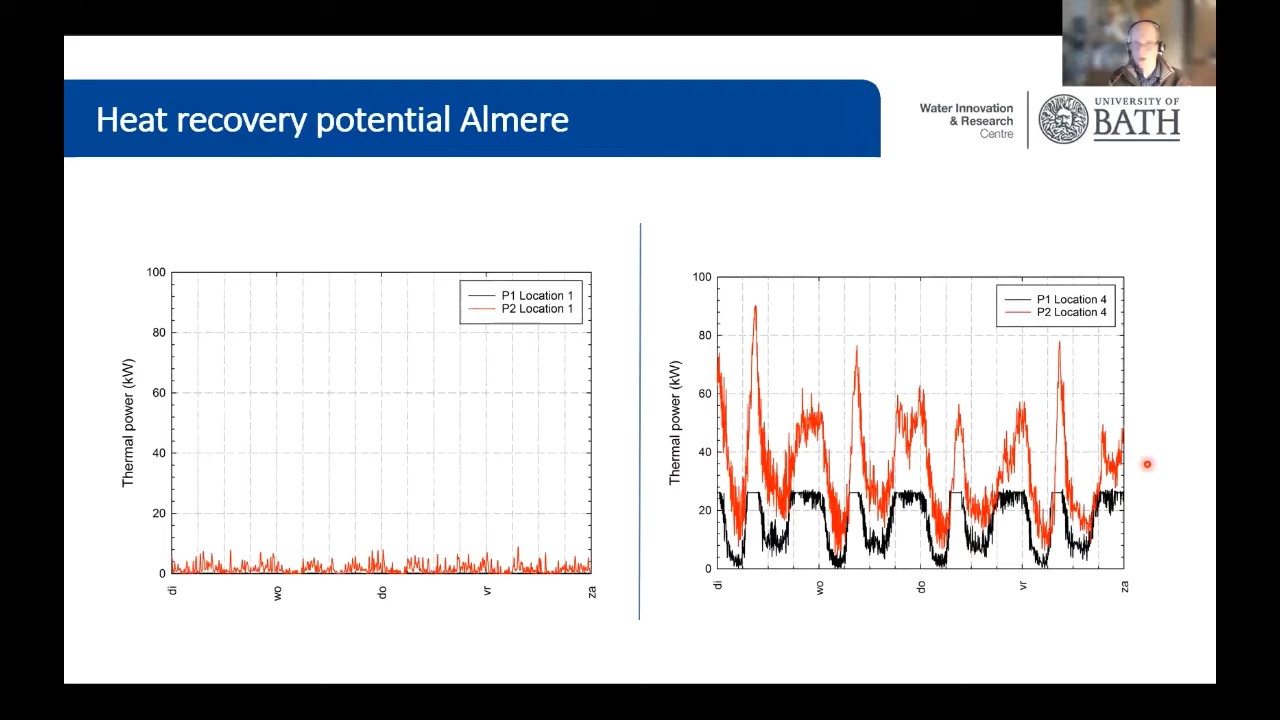 Heat recovery potential Almere
Water Innovation
& Research
Centre
UNIVERSITY OF
BATH
100
80
60
40
20
0
Thermal power (kW)
P1 Location 1
P2 Location 1
di
wo
do
vr
za
100
80
60
40
20
0
Thermal power (kW)
P1 Location 4
P2 Location 4
di
wo
do
vr
za